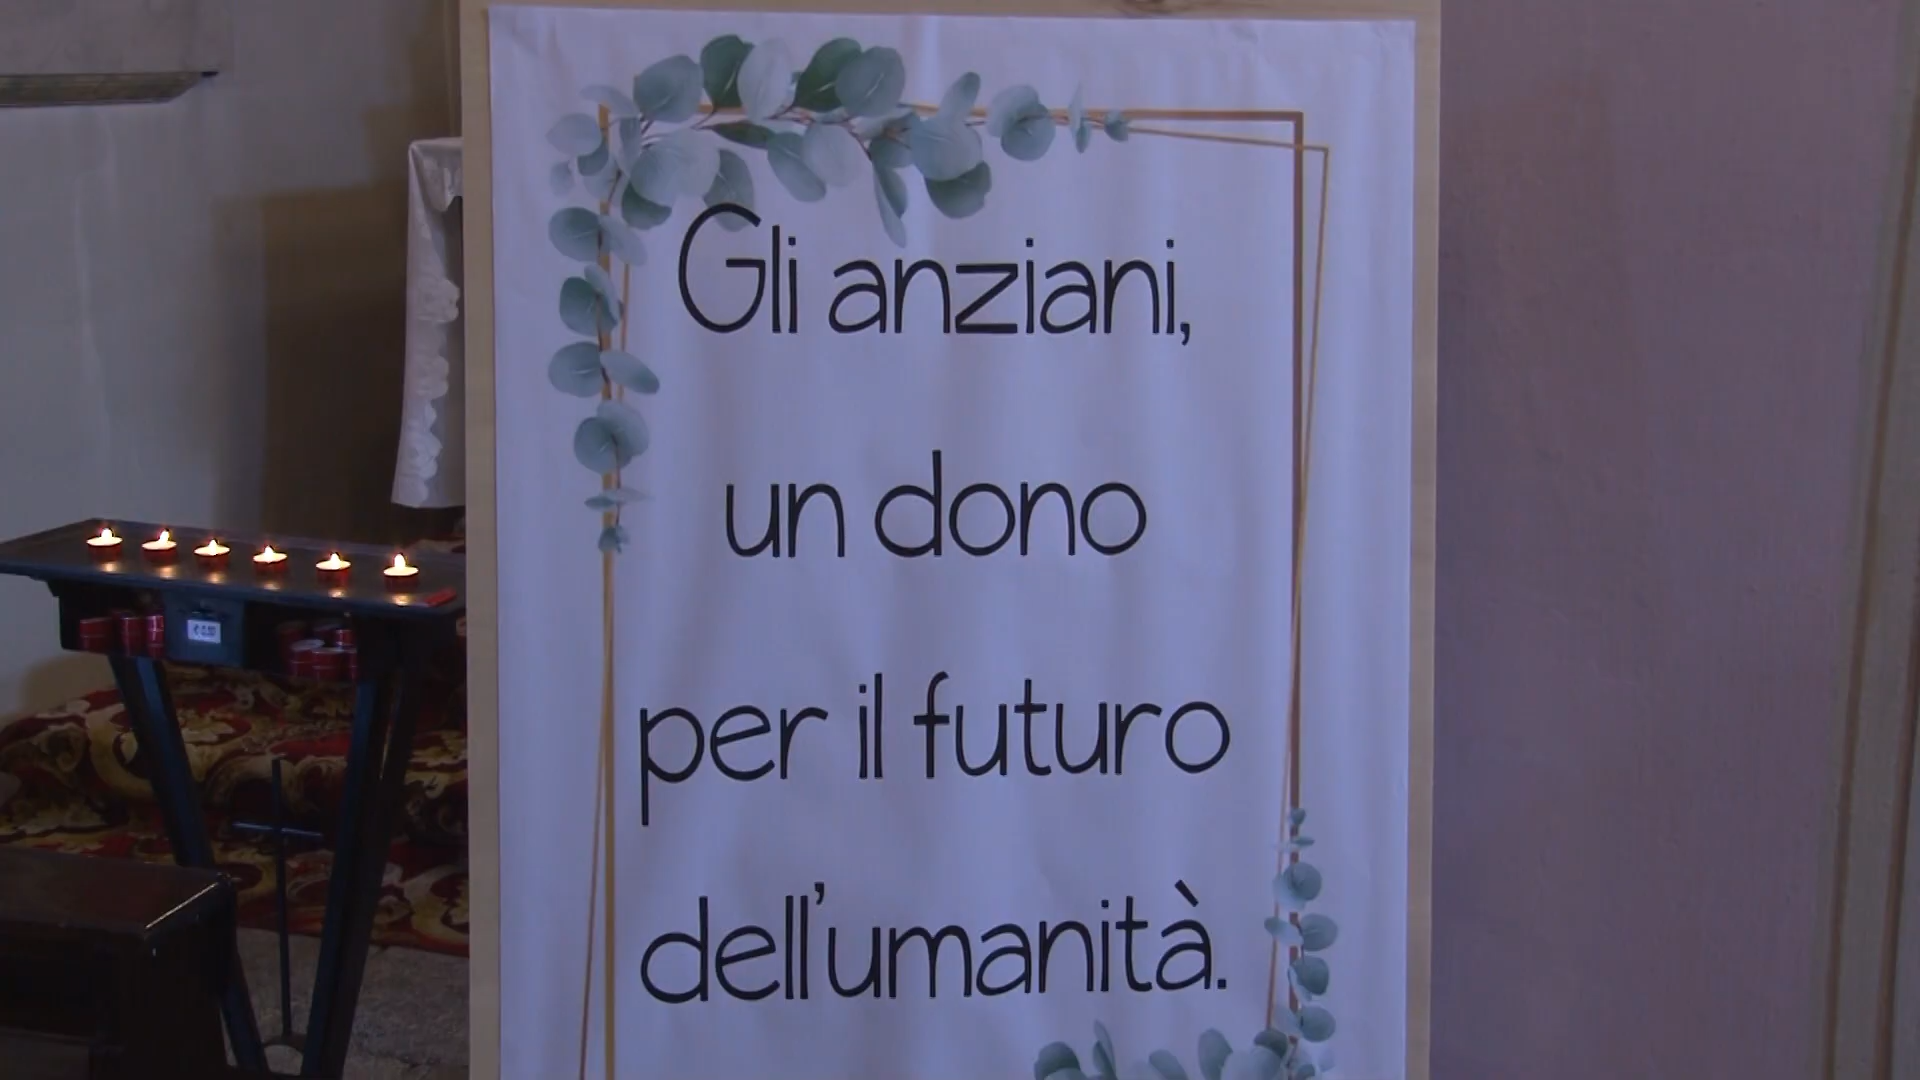 Gli anziani,
un dono
per il futuro
dell'umanità.